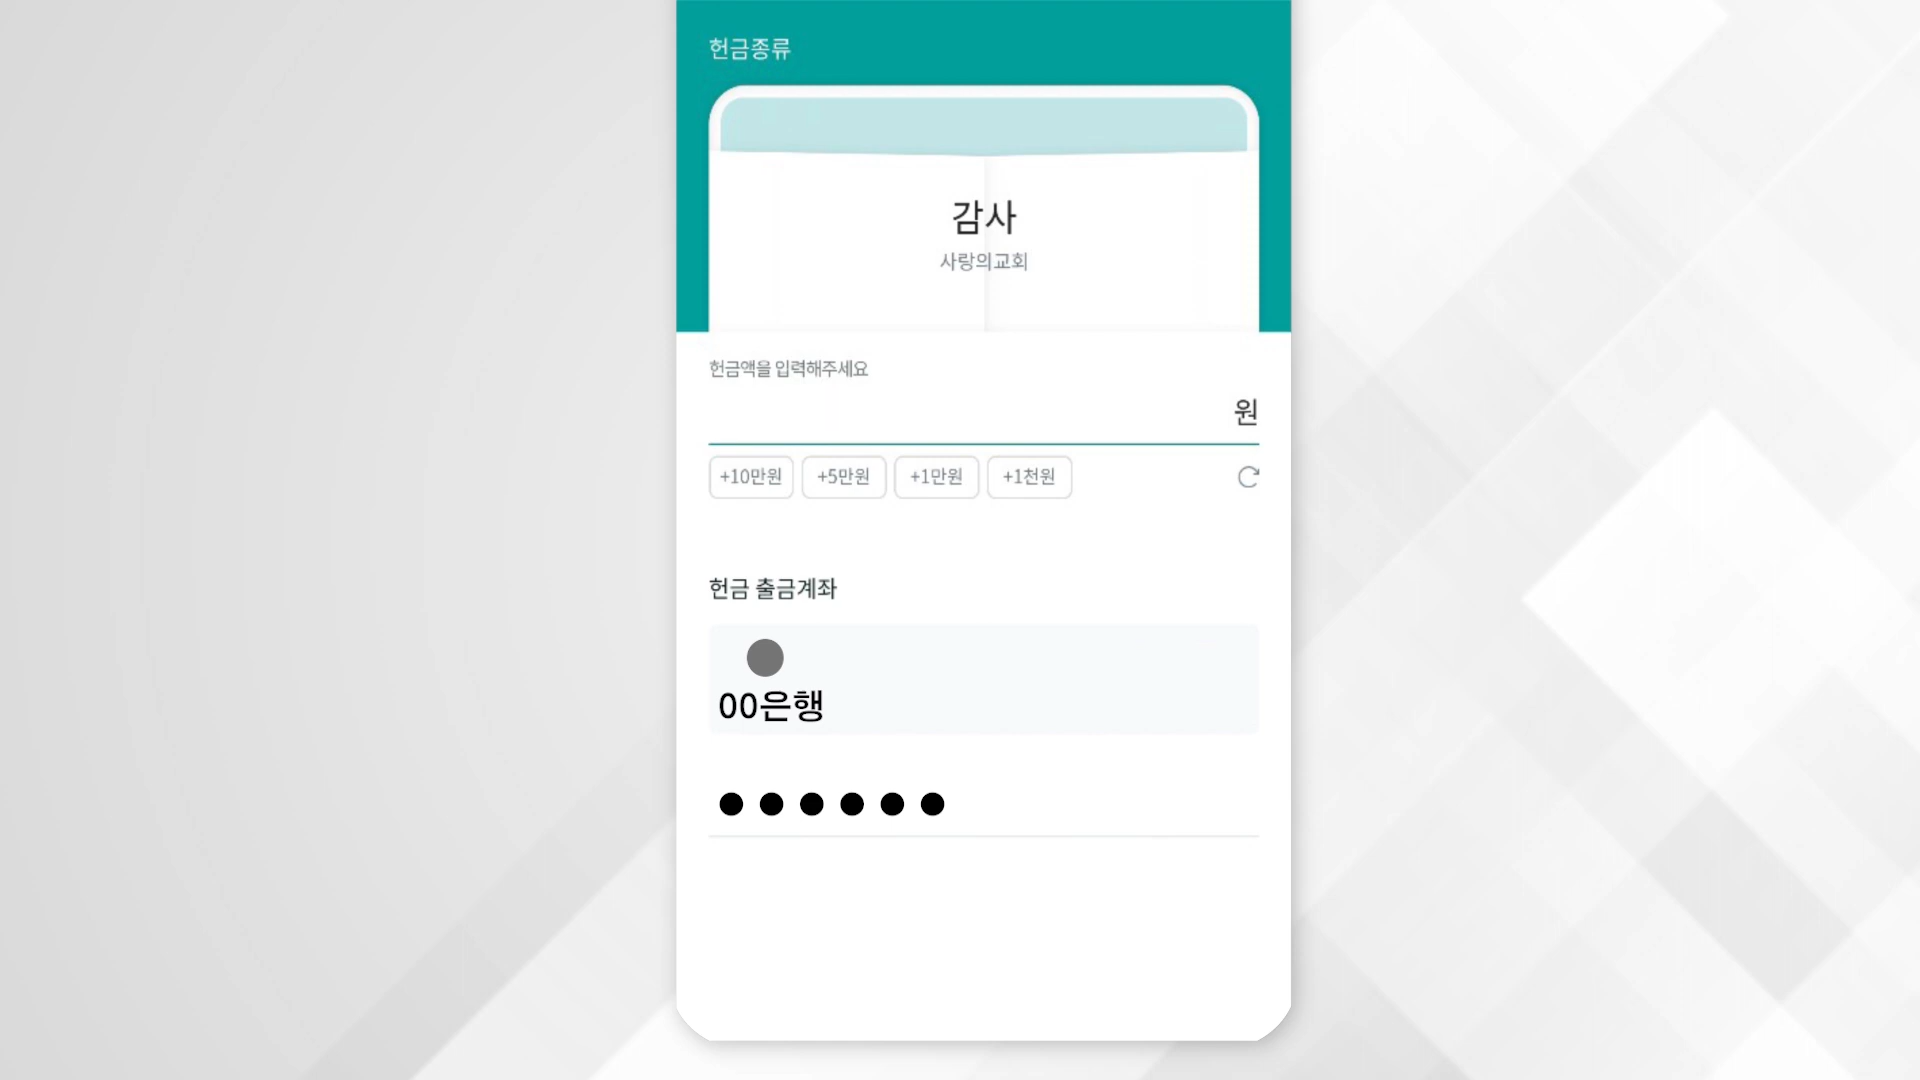 헌금종류
감사
사랑의교회
헌금액을 입력해주세요
원
+10만원 +5만원 +1만원 +1천원
헌금 출금계좌
00은행